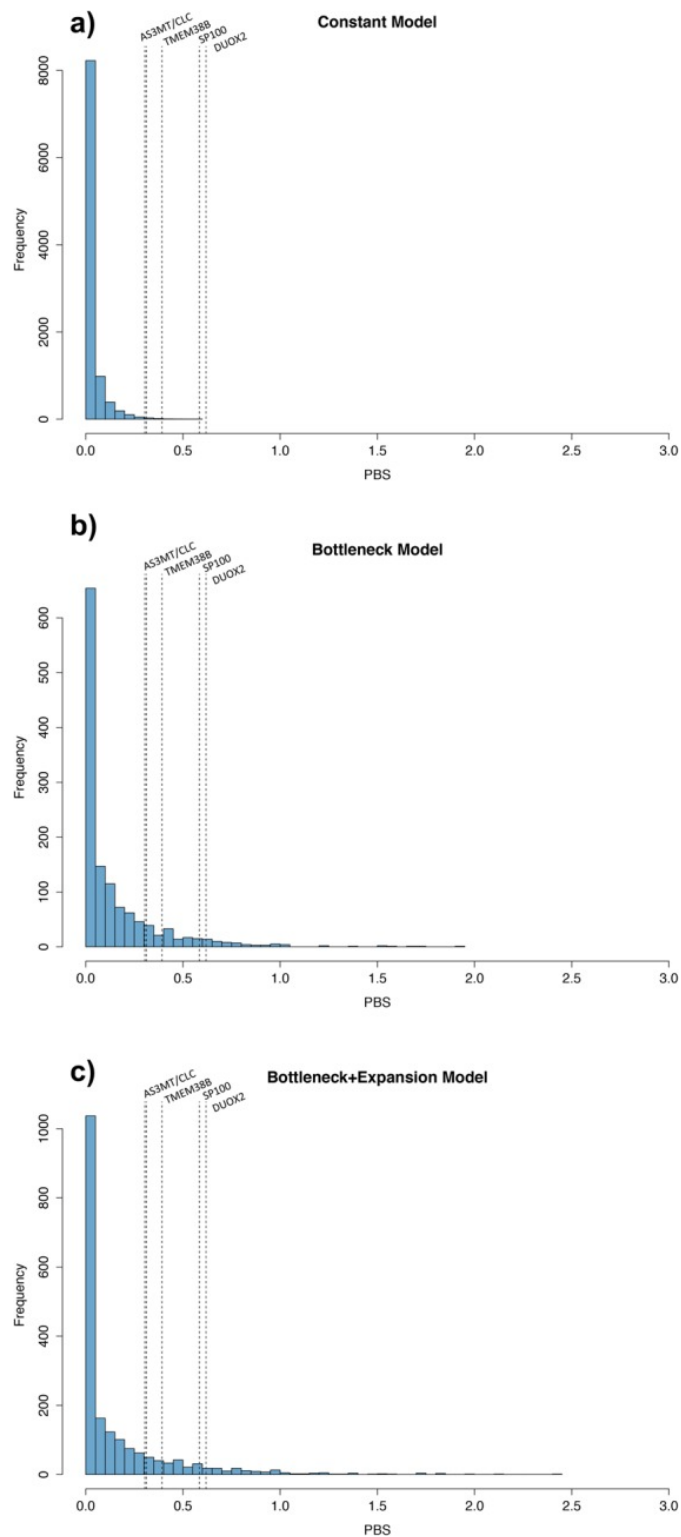 a)
Constant Model
AS3MT/CLC
TMEM38B
SP100
DUOX2
8000
6000
4000
2000
0
Frequency
0.0 0.5 1.0 1.5 2.0 2.5 3.0
PBS
b)
Bottleneck Model
AS3MT/CLC
TMEM38B
SP100
DUOX2
600
500
400
300
200
100
0
Frequency
0.0 0.5 1.0 1.5 2.0 2.5 3.0
PBS
c)
Bottleneck+Expansion Model
AS3MT/CLC
TMEM38B
SP100
DUOX2
1000
800
600
400
200
0
Frequency
0.0 0.5 1.0 1.5 2.0 2.5 3.0
PBS